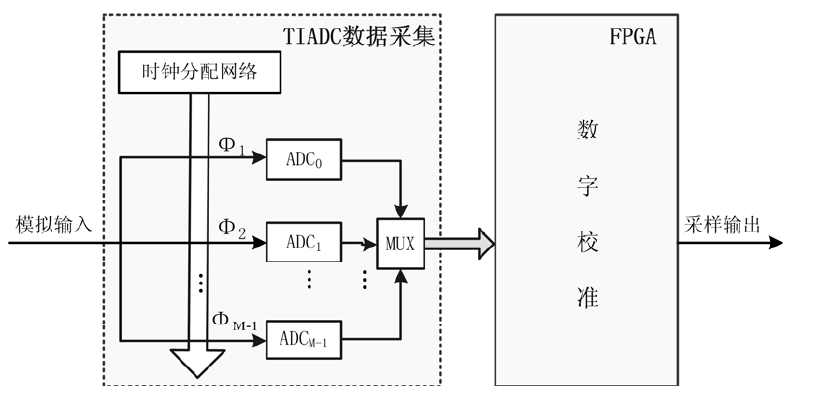 TIADC数据采集
FPGA
时钟分配网络
Φ1
ADC0
模拟输入
Φ2
ADC1
MUX
ΦM-1
ADCM-1
数
字
校
准
采样输出